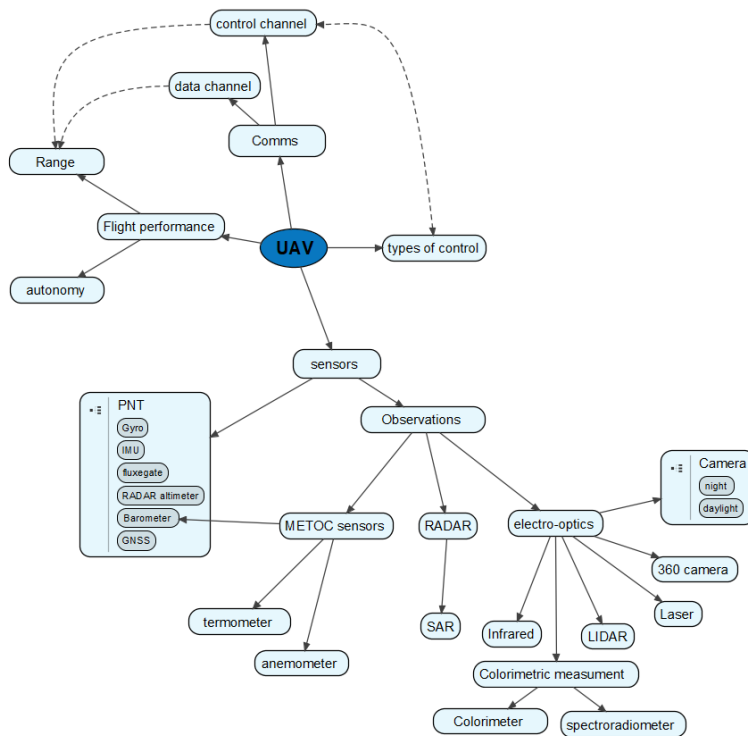 control channel
data channel
Comms
Range
Flight performance
UAV
types of control
autonomy
sensors
PNT
Gyro
IMU
fluxegate
RADAR altimeter
Barometer
GNSS
Observations
Camera
night
daylight
METOC sensors
RADAR
electro-optics
360 camera
termometer
SAR
Infrared
LIDAR
Laser
anemometer
Colorimetric measument
Colorimeter
spectroradiometer